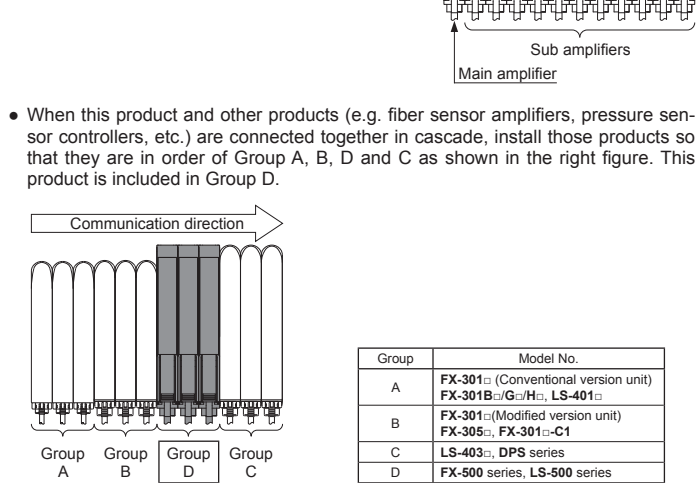 Sub amplifiers
Main amplifier
● When this product and other products (e.g. fiber sensor amplifiers, pressure sen-
sor controllers, etc.) are connected together in cascade, install those products so
that they are in order of Group A, B, D and C as shown in the right figure. This
product is included in Group D.
Communication direction
Group A
Group B
Group D
Group C
Group Model No.
A FX-301□ (Conventional version unit)
FX-301B□/G□/H□, LS-401□
B FX-301□(Modified version unit)
FX-305□, FX-301□-C1
C LS-403□, DPS series
D FX-500 series, LS-500 series